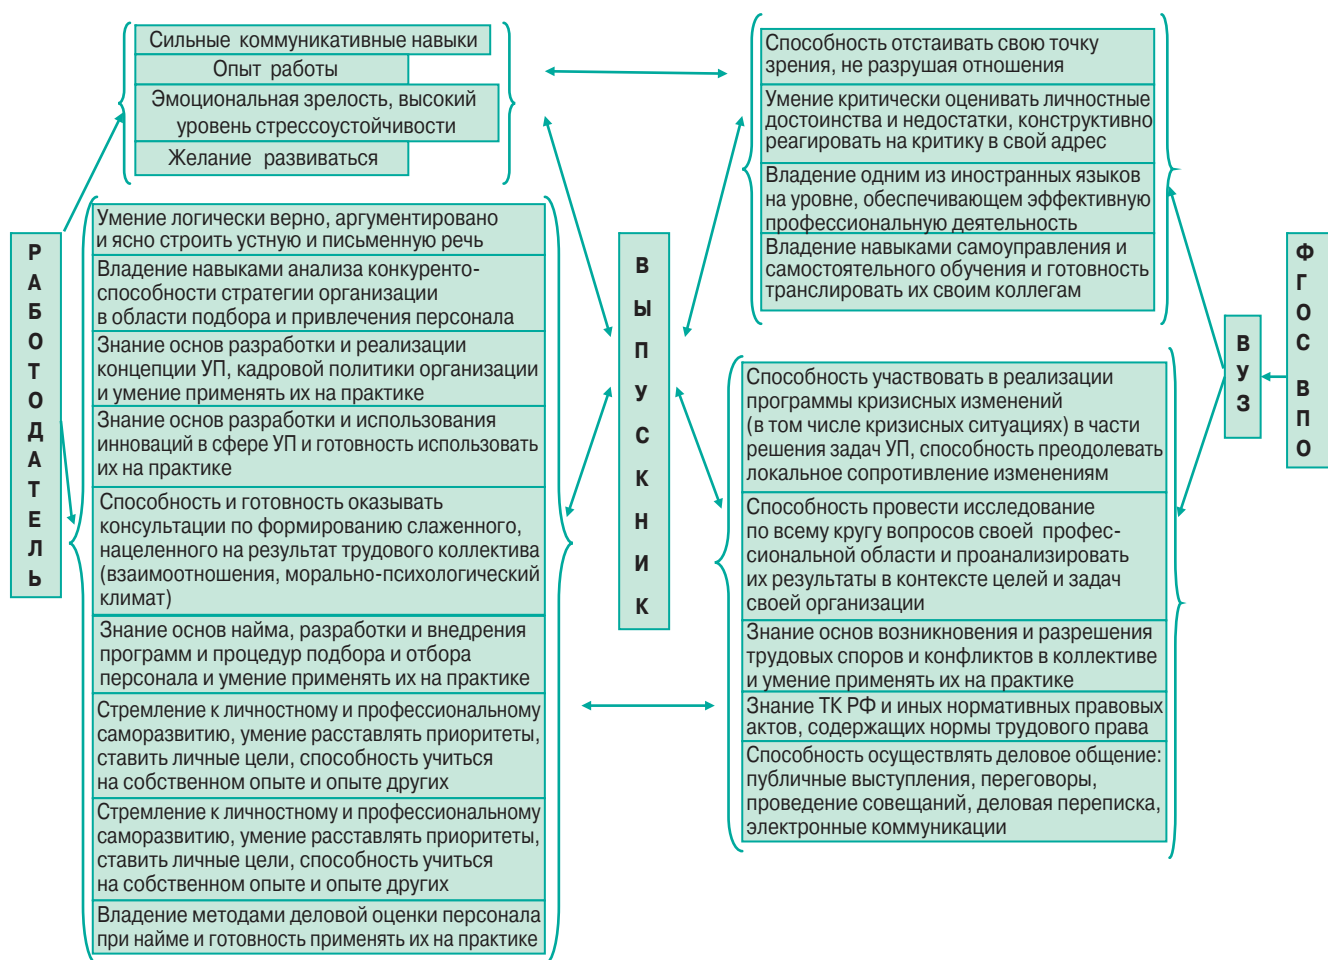 Сильные коммуникативные навыки
Опыт работы
Эмоциональная зрелость, высокий
уровень стрессоустойчивости
Желание развиваться
РАБОТОДАТЕЛЬ
Умение логически верно, аргументировано
и ясно строить устную и письменную речь
Владение навыками анализа конкуренто-
способности стратегии организации
в области подбора и привлечения персонала
Знание основ разработки и реализации
концепции УП, кадровой политики организации
и умение применять их на практике
Знание основ разработки и использования
инноваций в сфере УП и готовность использовать
их на практике
Способность и готовность оказывать
консультации по формированию слаженного,
нацеленного на результат трудового коллектива
(взаимоотношения, морально-психологический
климат)
Знание основ найма, разработки и внедрения
программ и процедур подбора и отбора
персонала и умение применять их на практике
Стремление к личностному и профессиональному
саморазвитию, умение расставлять приоритеты,
ставить личные цели, способность учиться
на собственном опыте и опыте других
Стремление к личностному и профессиональному
саморазвитию, умение расставлять приоритеты,
ставить личные цели, способность учиться
на собственном опыте и опыте других
Владение методами деловой оценки персонала
при найме и готовность применять их на практике
ВЫПУСКНИК
Способность отстаивать свою точку
зрения, не разрушая отношения
Умение критически оценивать личностные
достоинства и недостатки, конструктивно
реагировать на критику в свой адрес
Владение одним из иностранных языков
на уровне, обеспечивающем эффективную
профессиональную деятельность
Владение навыками самоуправления и
самостоятельного обучения и готовность
транслировать их своим коллегам
Способность участвовать в реализации
программы кризисных изменений
(в том числе кризисных ситуациях) в части
решения задач УП, способность преодолевать
локальное сопротивление изменениям
Способность провести исследование
по всему кругу вопросов своей профес-
сиональной области и проанализировать
их результаты в контексте целей и задач
своей организации
Знание основ возникновения и разрешения
трудовых споров и конфликтов в коллективе
и умение применять их на практике
Знание ТК РФ и иных нормативных правовых
актов, содержащих нормы трудового права
Способность осуществлять деловое общение:
публичные выступления, переговоры,
проведение совещаний, деловая переписка,
электронные коммуникации
ВУЗ
ФГОС ВПО